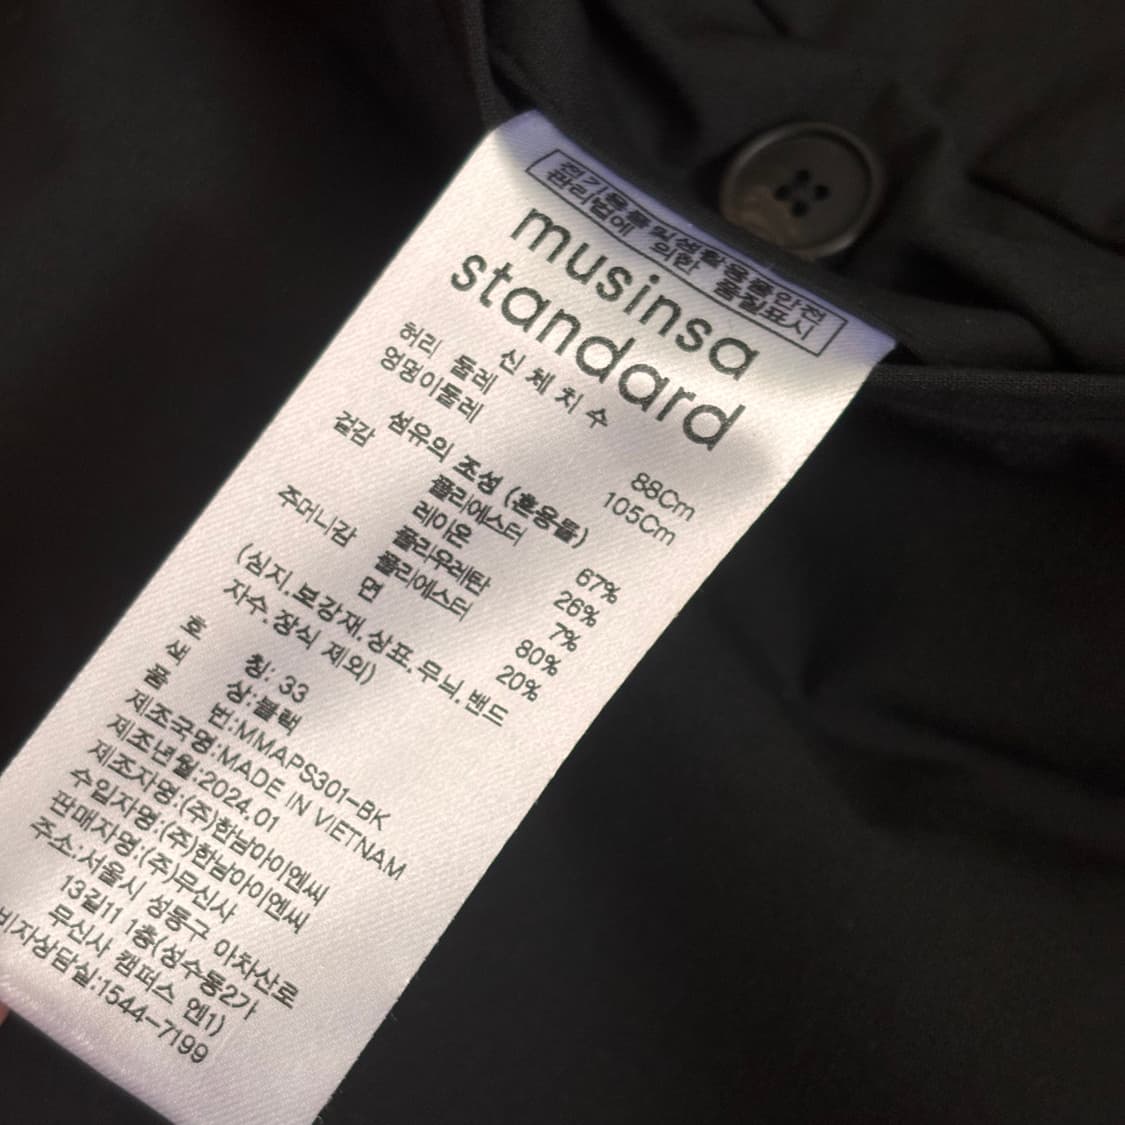 전기용품및생활용품안전
관리법에 의한 품질표시
musinsa
standard
신체치수
허리 둘레 88Cm
엉덩이둘레 105Cm
섬유의 조성 (혼용률)
겉감 폴리에스터 67%
레이온 26%
폴리우레탄 7%
주머니감 폴리에스터 80%
면 20%
(심지,보강재,상표,무늬,밴드
자수,장식 제외)
호 칭: 33
색 상:블랙
품 번:MMAPS301-BK
제조국명:MADE IN VIETNAM
제조년월:2024.01
제조자명:(주)한남아이엔씨
수입자명:(주)한남아이엔씨
판매자명:(주)무신사
주소:서울시 성동구 아차산로
13길11 1층(성수동2가
무신사 캠퍼스 엔1)
비자상담실:1544-7199